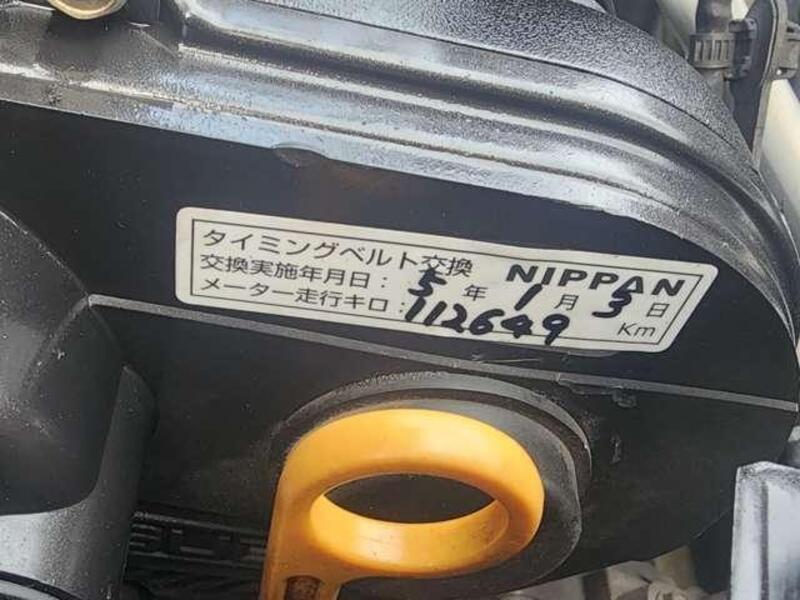 タイミングベルト交換 NIPPAN
交換実施年月日：5年1月5日
メーター走行キロ：112649 Km